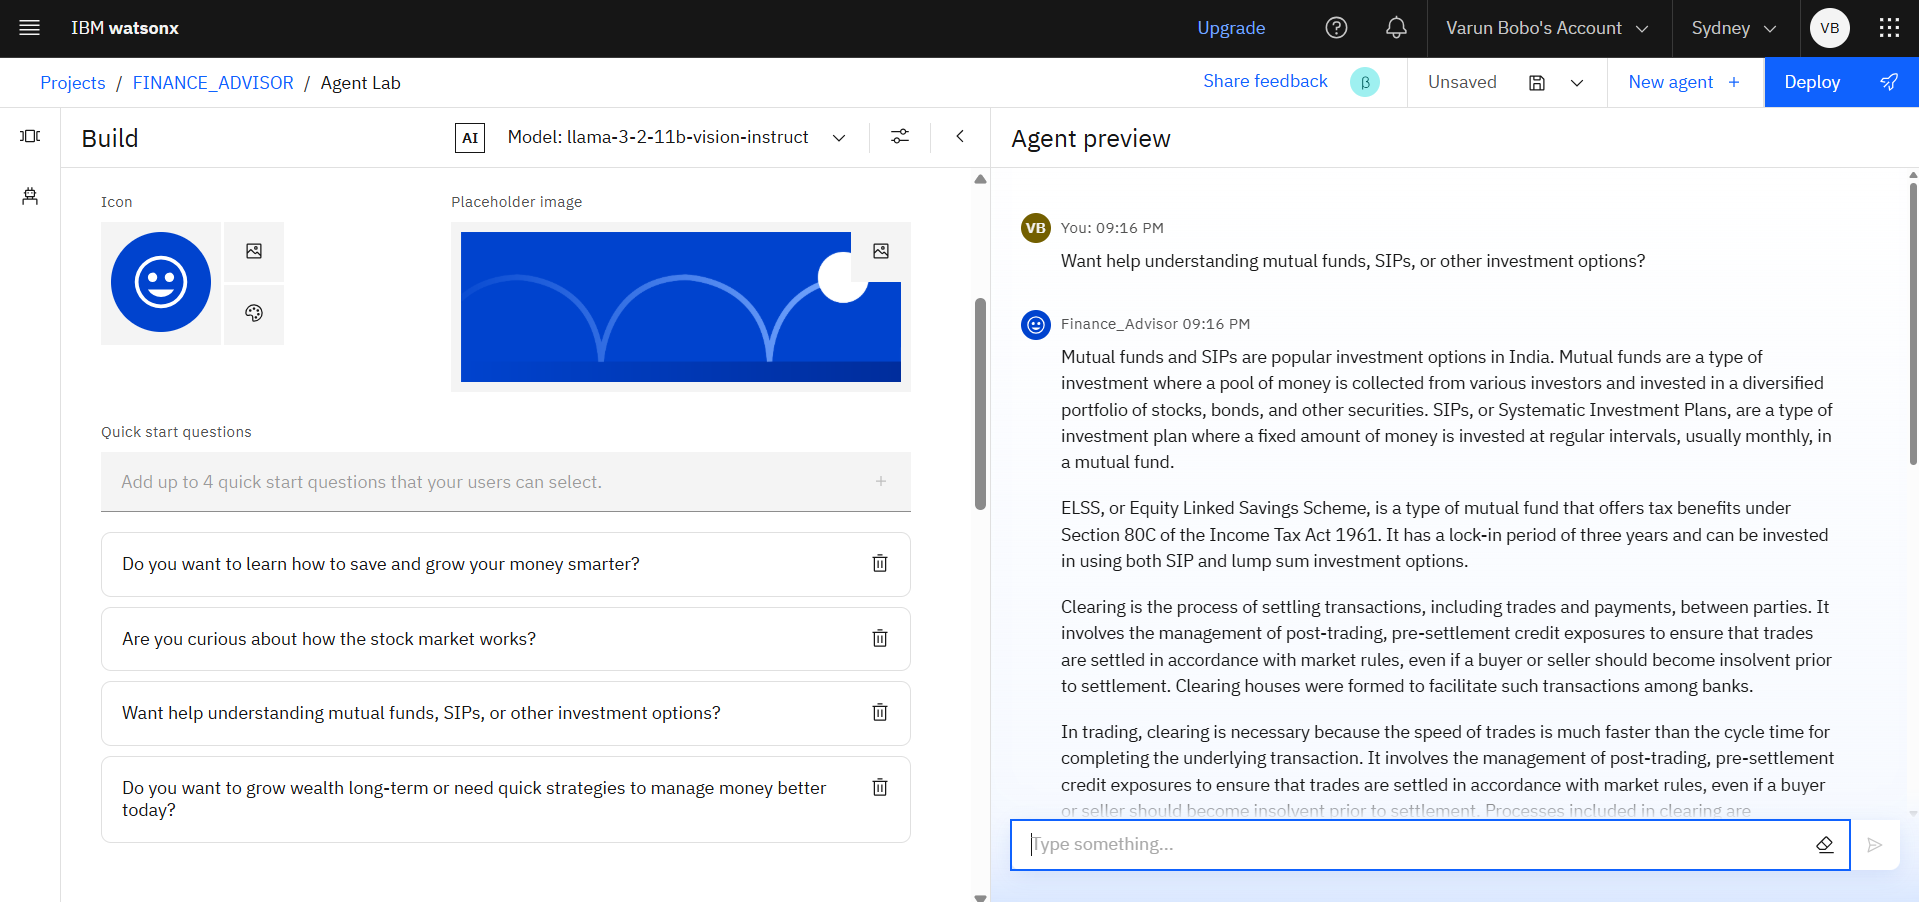 IBM watsonx
Upgrade
Varun Bobo's Account
Sydney
VB
Projects / FINANCE_ADVISOR / Agent Lab
Share feedback
β
Unsaved
New agent +
Deploy
Build
AI
Model: llama-3-2-11b-vision-instruct
Icon
Placeholder image
Quick start questions
Add up to 4 quick start questions that your users can select.
Do you want to learn how to save and grow your money smarter?
Are you curious about how the stock market works?
Want help understanding mutual funds, SIPs, or other investment options?
Do you want to grow wealth long-term or need quick strategies to manage money better
today?
Agent preview
VB
You: 09:16 PM
Want help understanding mutual funds, SIPs, or other investment options?
Finance_Advisor 09:16 PM
Mutual funds and SIPs are popular investment options in India. Mutual funds are a type of
investment where a pool of money is collected from various investors and invested in a diversified
portfolio of stocks, bonds, and other securities. SIPs, or Systematic Investment Plans, are a type of
investment plan where a fixed amount of money is invested at regular intervals, usually monthly, in
a mutual fund.
ELSS, or Equity Linked Savings Scheme, is a type of mutual fund that offers tax benefits under
Section 80C of the Income Tax Act 1961. It has a lock-in period of three years and can be invested
in using both SIP and lump sum investment options.
Clearing is the process of settling transactions, including trades and payments, between parties. It
involves the management of post-trading, pre-settlement credit exposures to ensure that trades
are settled in accordance with market rules, even if a buyer or seller should become insolvent prior
to settlement. Clearing houses were formed to facilitate such transactions among banks.
In trading, clearing is necessary because the speed of trades is much faster than the cycle time for
completing the underlying transaction. It involves the management of post-trading, pre-settlement
credit exposures to ensure that trades are settled in accordance with market rules, even if a buyer
or seller should become insolvent prior to settlement. Processes included in clearing are
Type something...